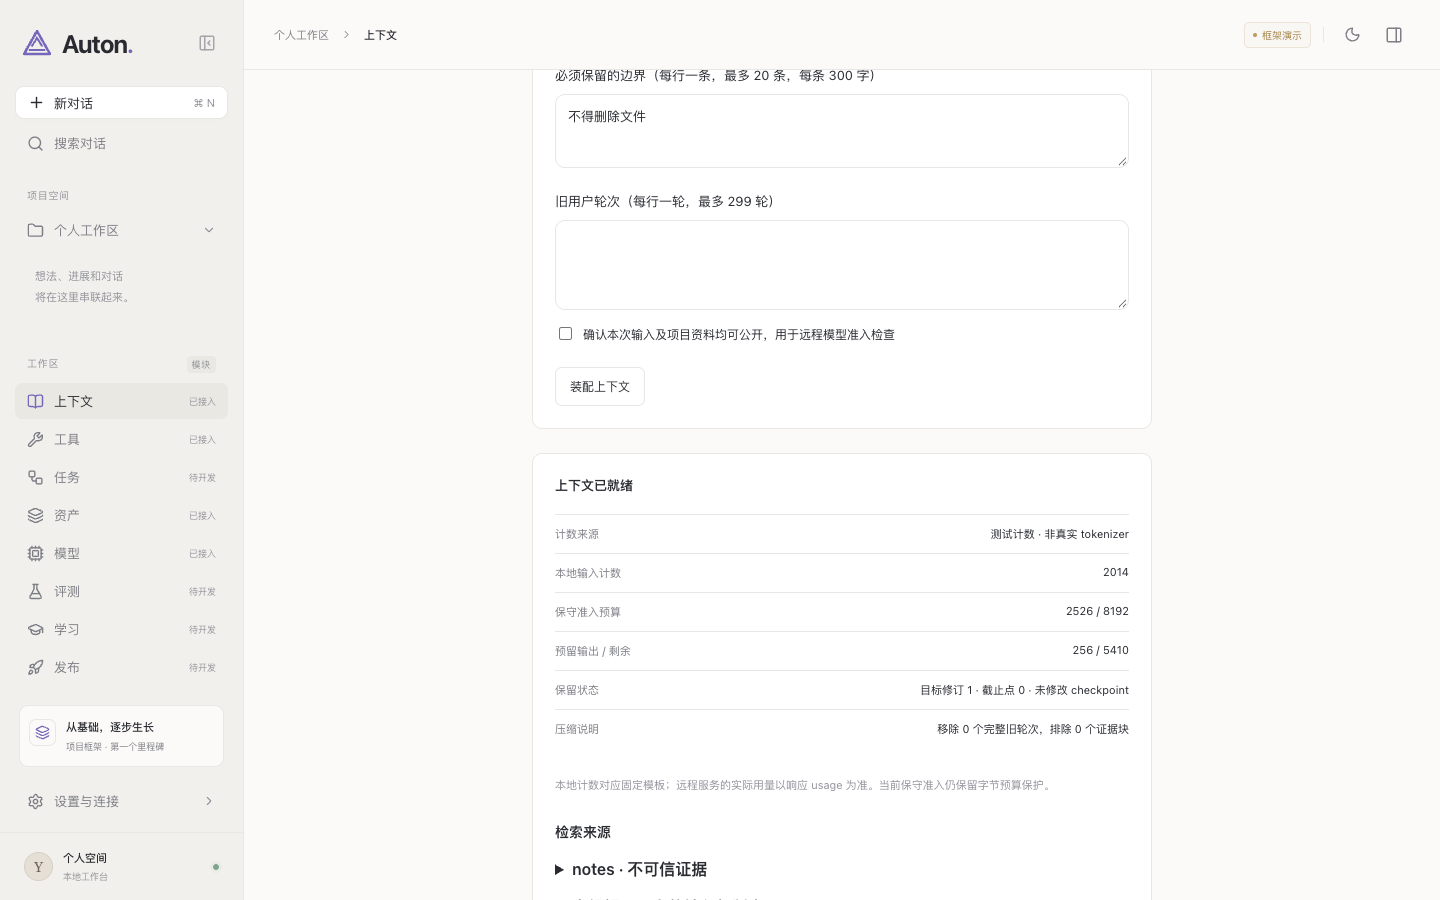 Auton.
新对话
⌘ N
搜索对话
项目空间
个人工作区
想法、进展和对话
将在这里串联起来。
工作区
模块
上下文
已接入
工具
已接入
任务
待开发
资产
已接入
模型
已接入
评测
待开发
学习
待开发
发布
待开发
从基础，逐步生长
项目框架 · 第一个里程碑
设置与连接
Y
个人空间
本地工作台
个人工作区
上下文
框架演示
必须保留的边界（每行一条，最多 20 条，每条 300 字）
不得删除文件
旧用户轮次（每行一轮，最多 299 轮）
确认本次输入及项目资料均可公开，用于远程模型准入检查
装配上下文
上下文已就绪
计数来源
测试计数 · 非真实 tokenizer
本地输入计数
2014
保守准入预算
2526 / 8192
预留输出 / 剩余
256 / 5410
保留状态
目标修订 1 · 截止点 0 · 未修改 checkpoint
压缩说明
移除 0 个完整旧轮次，排除 0 个证据块
本地计数对应固定模板；远程服务的实际用量以响应 usage 为准。当前保守准入仍保留字节预算保护。
检索来源
notes · 不可信证据